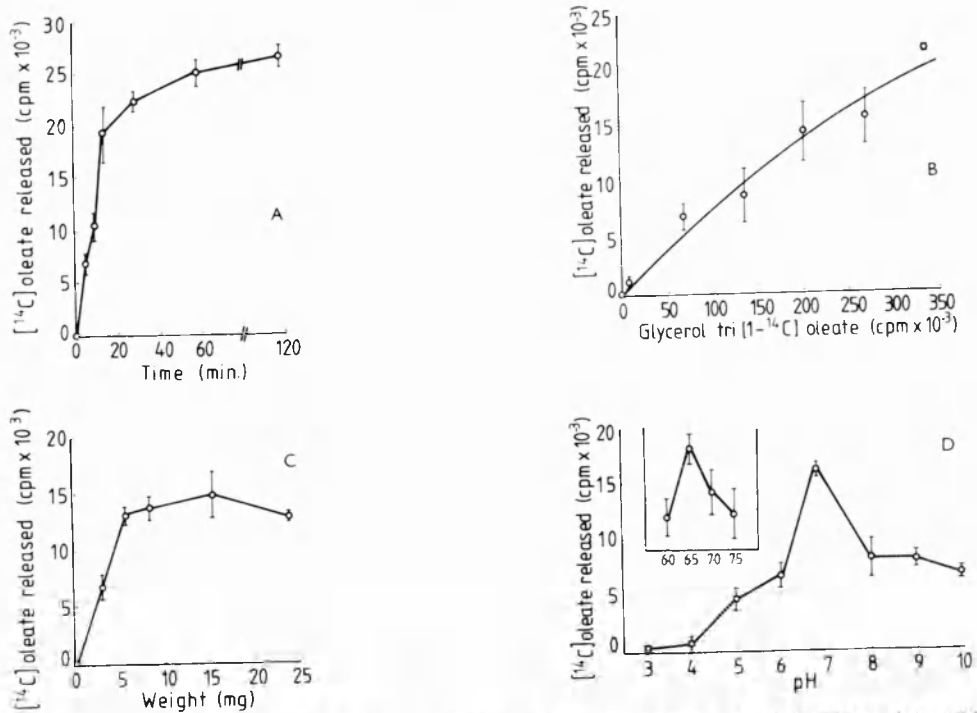 [¹⁴C]oleate released (cpm x 10⁻³)
30
25
20
15
10
5
0
A
0 20 40 60 120
Time (min.)
[¹⁴C]oleate released (cpm x 10⁻³)
25
20
15
10
5
0
B
0 50 100 150 200 250 300 350
Glycerol tri [1-¹⁴C] oleate (cpm x 10⁻³)
[¹⁴C]oleate released (cpm x 10⁻³)
20
15
10
5
0
C
0 5 10 15 20 25
Weight (mg)
[¹⁴C]oleate released (cpm x 10⁻³)
20
15
10
5
0
D
60 65 70 75
3 4 5 6 7 8 9 10
pH